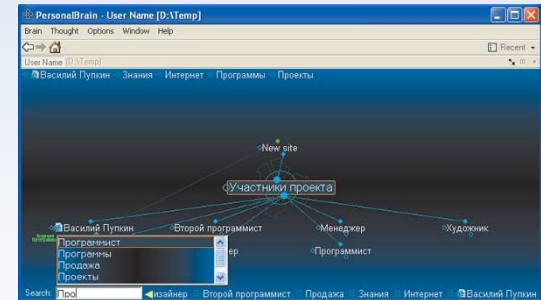 PersonalBrain - User Name [D:\Temp]
Brain Thought Options Window Help
Recent
User Name [D:\Temp]
Василий Пупкин Знания Интернет Программы Проекты
New site
Участники проекта
Василий Пупкин Второй программист Менеджер Художник
Программист
Программы
Продажа
Проекты
ер Программист
Search: Про
изайнер Второй программист Продажа Знания Интернет Василий Пупкин